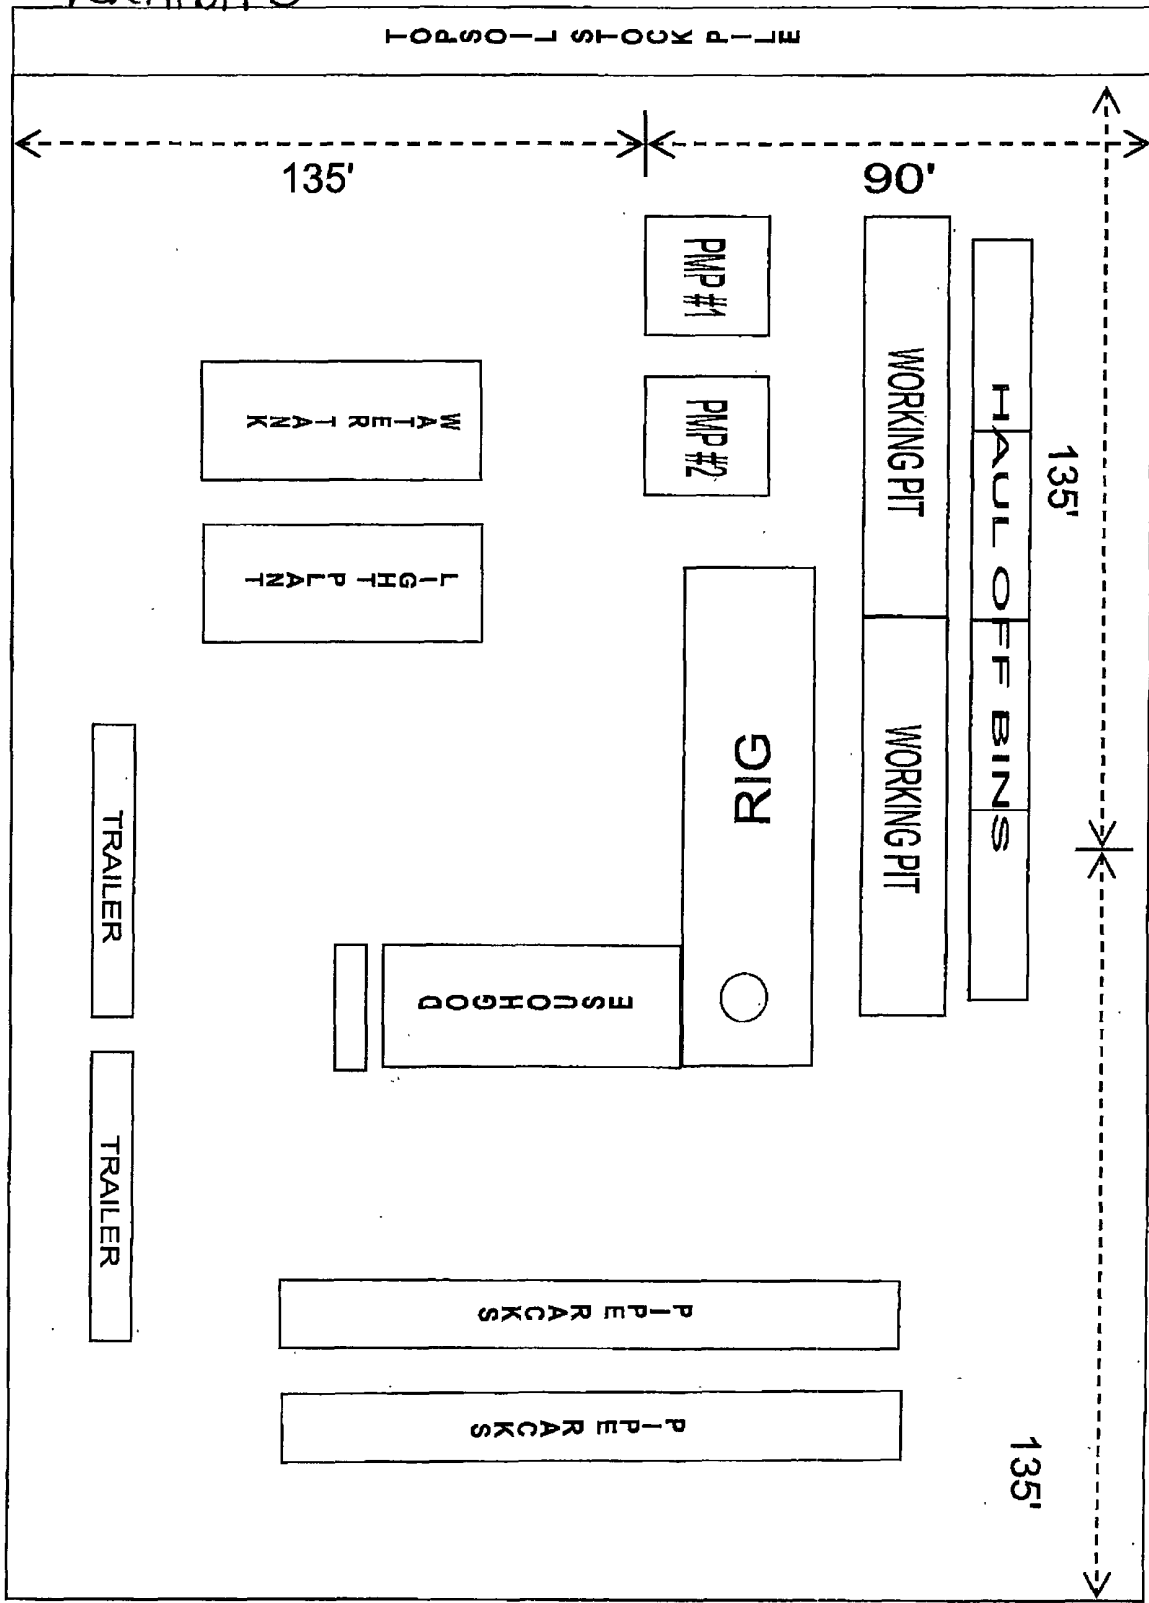 TOPSOIL STOCK PILE
135'
90'
PMP #1
PMP #2
WORKING PIT
WORKING PIT
HAUL OFF BINS
135'
WATER TANK
LIGHT PLANT
RIG
DOGHOUSE
TRAILER
TRAILER
PIPE RACKS
PIPE RACKS
135'